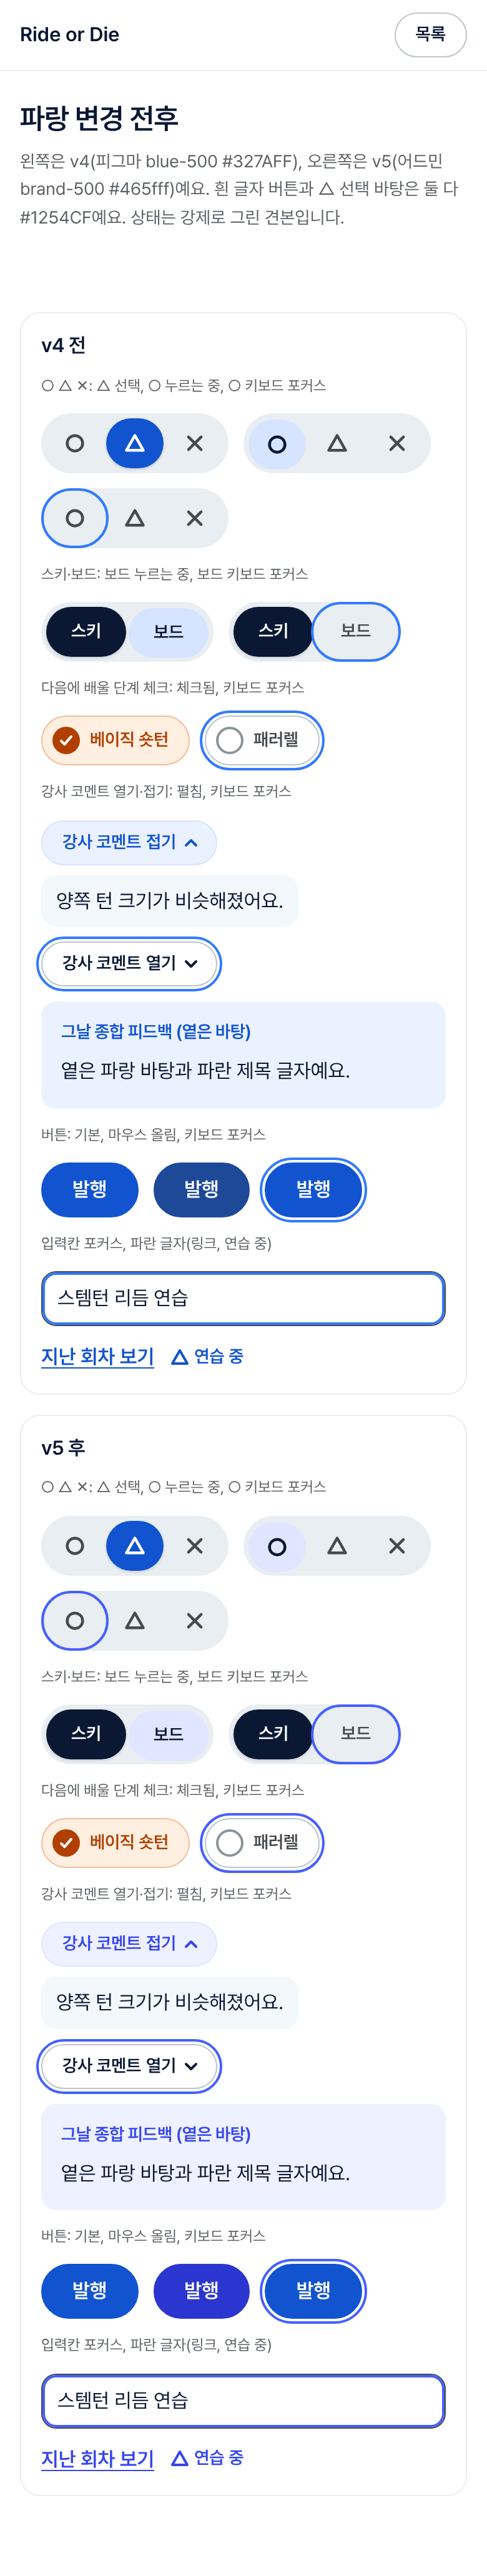 Ride or Die
목록
파랑 변경 전후
왼쪽은 v4(피그마 blue-500 #327AFF), 오른쪽은 v5(어드민
brand-500 #465fff)예요. 흰 글자 버튼과 △ 선택 바탕은 둘 다
#1254CF예요. 상태는 강제로 그린 견본입니다.
v4 전
○ △ ✕: △ 선택, ○ 누르는 중, ○ 키보드 포커스
○ △ ✕ ○ △ ✕
○ △ ✕
스키·보드: 보드 누르는 중, 보드 키보드 포커스
스키 보드 스키 보드
다음에 배울 단계 체크: 체크됨, 키보드 포커스
베이직 숏턴 패러렐
강사 코멘트 열기·접기: 펼침, 키보드 포커스
강사 코멘트 접기
양쪽 턴 크기가 비슷해졌어요.
강사 코멘트 열기
그날 종합 피드백 (옅은 바탕)
옅은 파랑 바탕과 파란 제목 글자예요.
버튼: 기본, 마우스 올림, 키보드 포커스
발행 발행 발행
입력칸 포커스, 파란 글자(링크, 연습 중)
스템턴 리듬 연습
지난 회차 보기 △ 연습 중
v5 후
○ △ ✕: △ 선택, ○ 누르는 중, ○ 키보드 포커스
○ △ ✕ ○ △ ✕
○ △ ✕
스키·보드: 보드 누르는 중, 보드 키보드 포커스
스키 보드 스키 보드
다음에 배울 단계 체크: 체크됨, 키보드 포커스
베이직 숏턴 패러렐
강사 코멘트 열기·접기: 펼침, 키보드 포커스
강사 코멘트 접기
양쪽 턴 크기가 비슷해졌어요.
강사 코멘트 열기
그날 종합 피드백 (옅은 바탕)
옅은 파랑 바탕과 파란 제목 글자예요.
버튼: 기본, 마우스 올림, 키보드 포커스
발행 발행 발행
입력칸 포커스, 파란 글자(링크, 연습 중)
스템턴 리듬 연습
지난 회차 보기 △ 연습 중